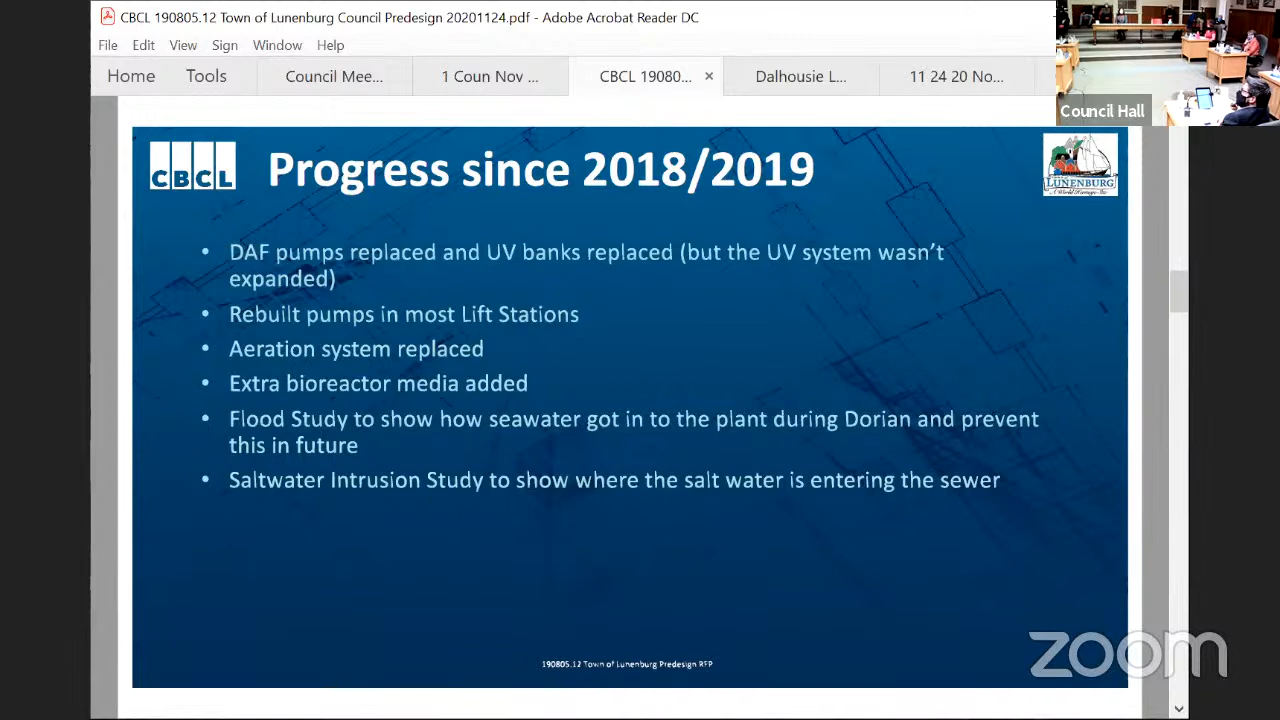 CBCL 190805.12 Town of Lunenburg Council Predesign 20201124.pdf - Adobe Acrobat Reader DC
File Edit View Sign Window Help
Home Tools Council Mee... 1 Coun Nov ... CBCL 19080... × Dalhousie L... 11 24 20 No...
Council Hall
CBCL
Progress since 2018/2019
LUNENBURG
• DAF pumps replaced and UV banks replaced (but the UV system wasn't
expanded)
• Rebuilt pumps in most Lift Stations
• Aeration system replaced
• Extra bioreactor media added
• Flood Study to show how seawater got in to the plant during Dorian and prevent
this in future
• Saltwater Intrusion Study to show where the salt water is entering the sewer
190805.12 Town of Lunenburg Predesign RFP
zoom